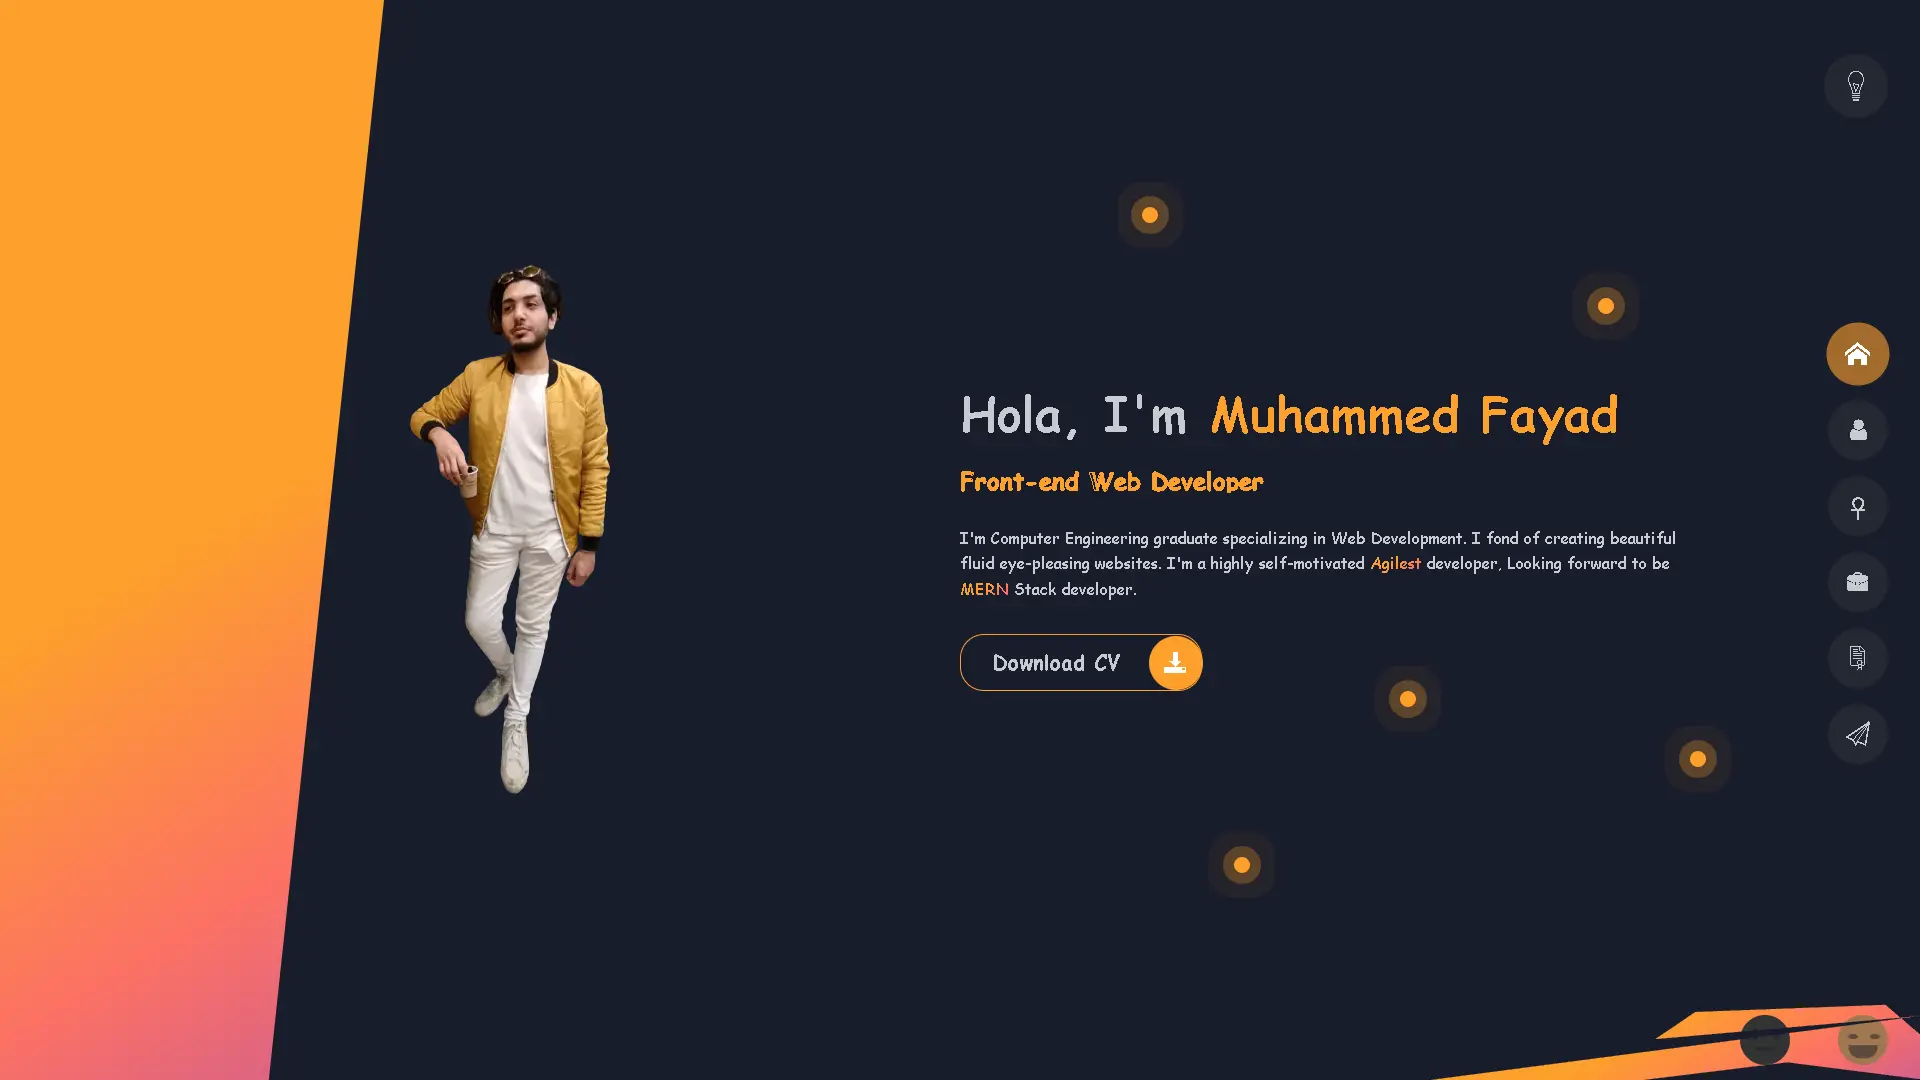 Hola, I'm Muhammed Fayad
Front-end Web Developer
I'm Computer Engineering graduate specializing in Web Development. I fond of creating beautiful
fluid eye-pleasing websites. I'm a highly self-motivated Agilest developer, Looking forward to be
MERN Stack developer.
Download CV